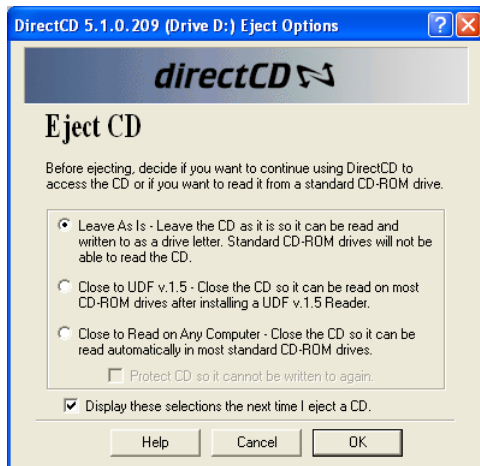 DirectCD 5.1.0.209 (Drive D:) Eject Options
directCD
Eject CD
Before ejecting, decide if you want to continue using DirectCD to
access the CD or if you want to read it from a standard CD-ROM drive.
Leave As Is - Leave the CD as it is so it can be read and
written to as a drive letter. Standard CD-ROM drives will not be
able to read the CD.
Close to UDF v.1.5 - Close the CD so it can be read on most
CD-ROM drives after installing a UDF v.1.5 Reader.
Close to Read on Any Computer - Close the CD so it can be
read automatically in most standard CD-ROM drives.
Protect CD so it cannot be written to again.
Display these selections the next time I eject a CD.
Help Cancel OK